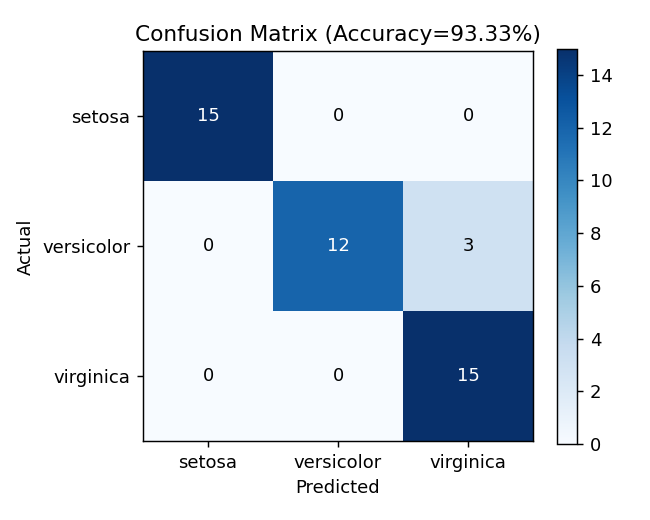 Confusion Matrix (Accuracy=93.33%)
setosa 15 0 0
versicolor 0 12 3
virginica 0 0 15
setosa versicolor virginica
Predicted
Actual
14
12
10
8
6
4
2
0